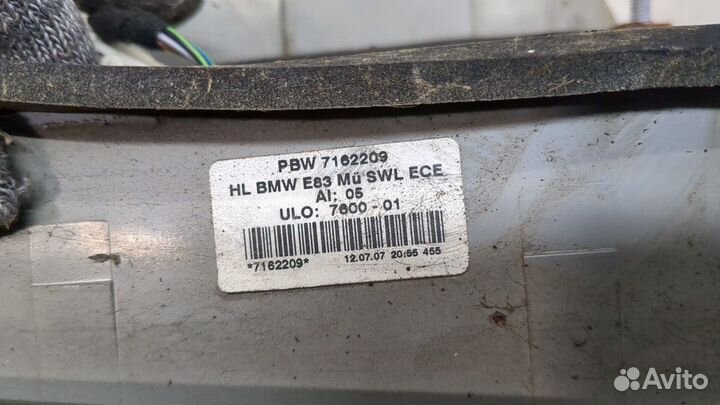 PBW 7162209
HL BMW E83 Mü SWL ECE
AI: 05
ULO: 7600 - 01
*7162209* 12.07.07 20:55 455
Avito